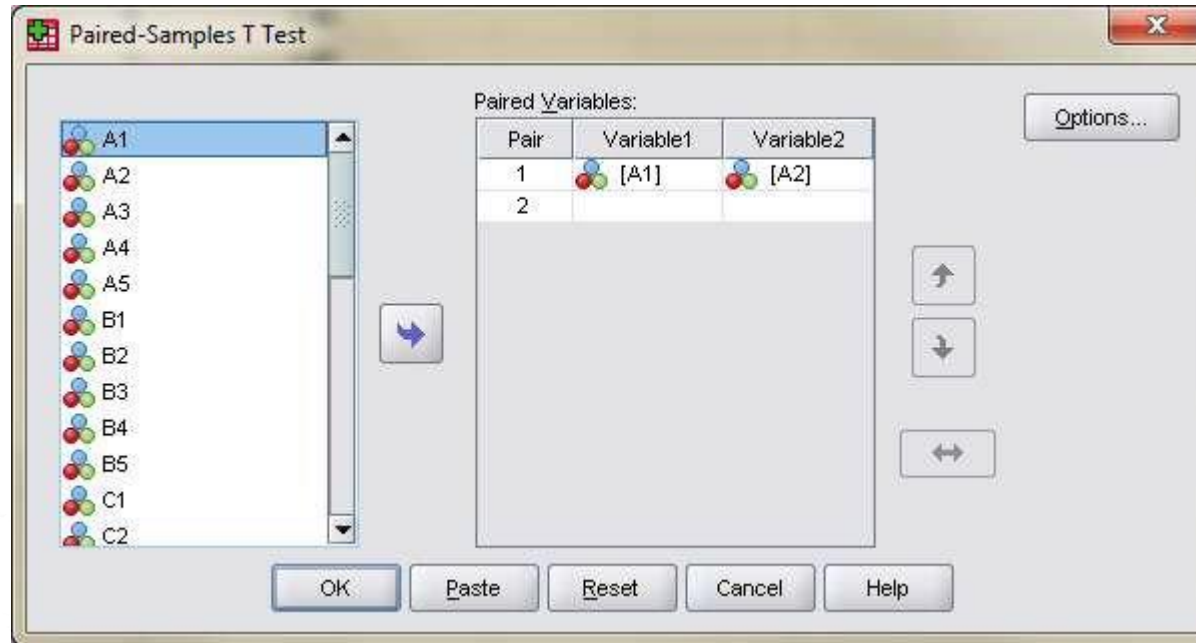 Paired-Samples T Test
A1
A2
A3
A4
A5
B1
B2
B3
B4
B5
C1
C2
Paired Variables:
Pair Variable1 Variable2
1 [A1] [A2]
2
Options...
OK Paste Reset Cancel Help